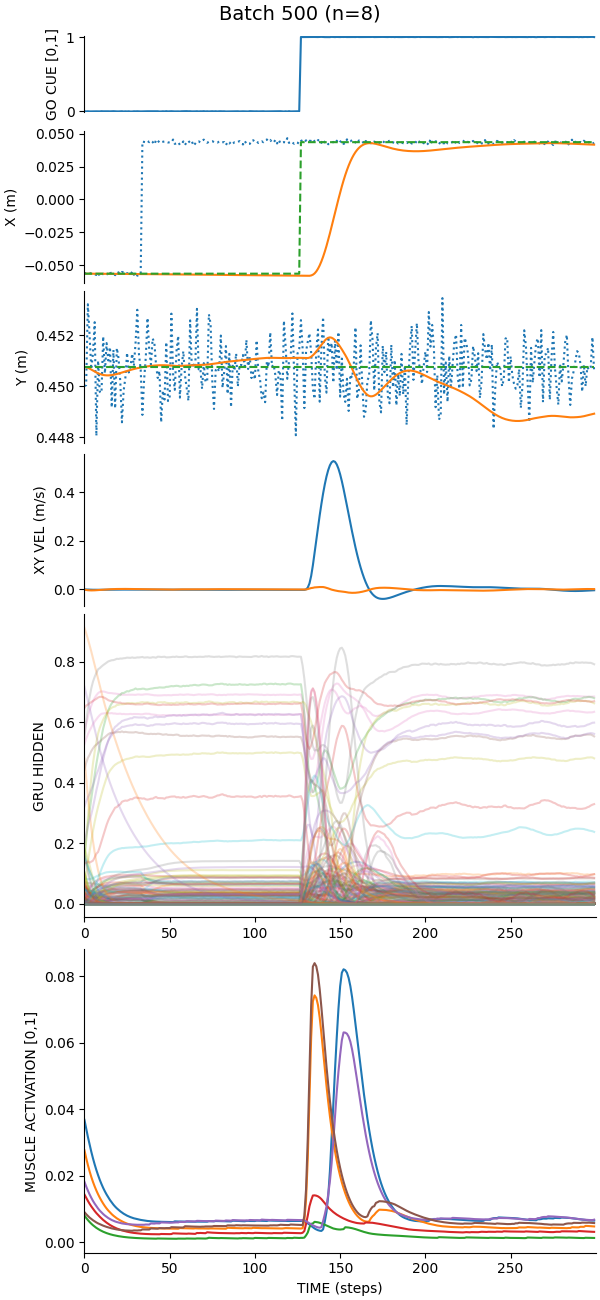 Batch 500 (n=8)
GO CUE [0,1]
1
0
X (m)
0.050
0.025
0.000
−0.025
−0.050
Y (m)
0.452
0.450
0.448
XY VEL (m/s)
0.4
0.2
0.0
GRU HIDDEN
0.8
0.6
0.4
0.2
0.0
0 50 100 150 200 250
MUSCLE ACTIVATION [0,1]
0.08
0.06
0.04
0.02
0.00
0 50 100 150 200 250
TIME (steps)